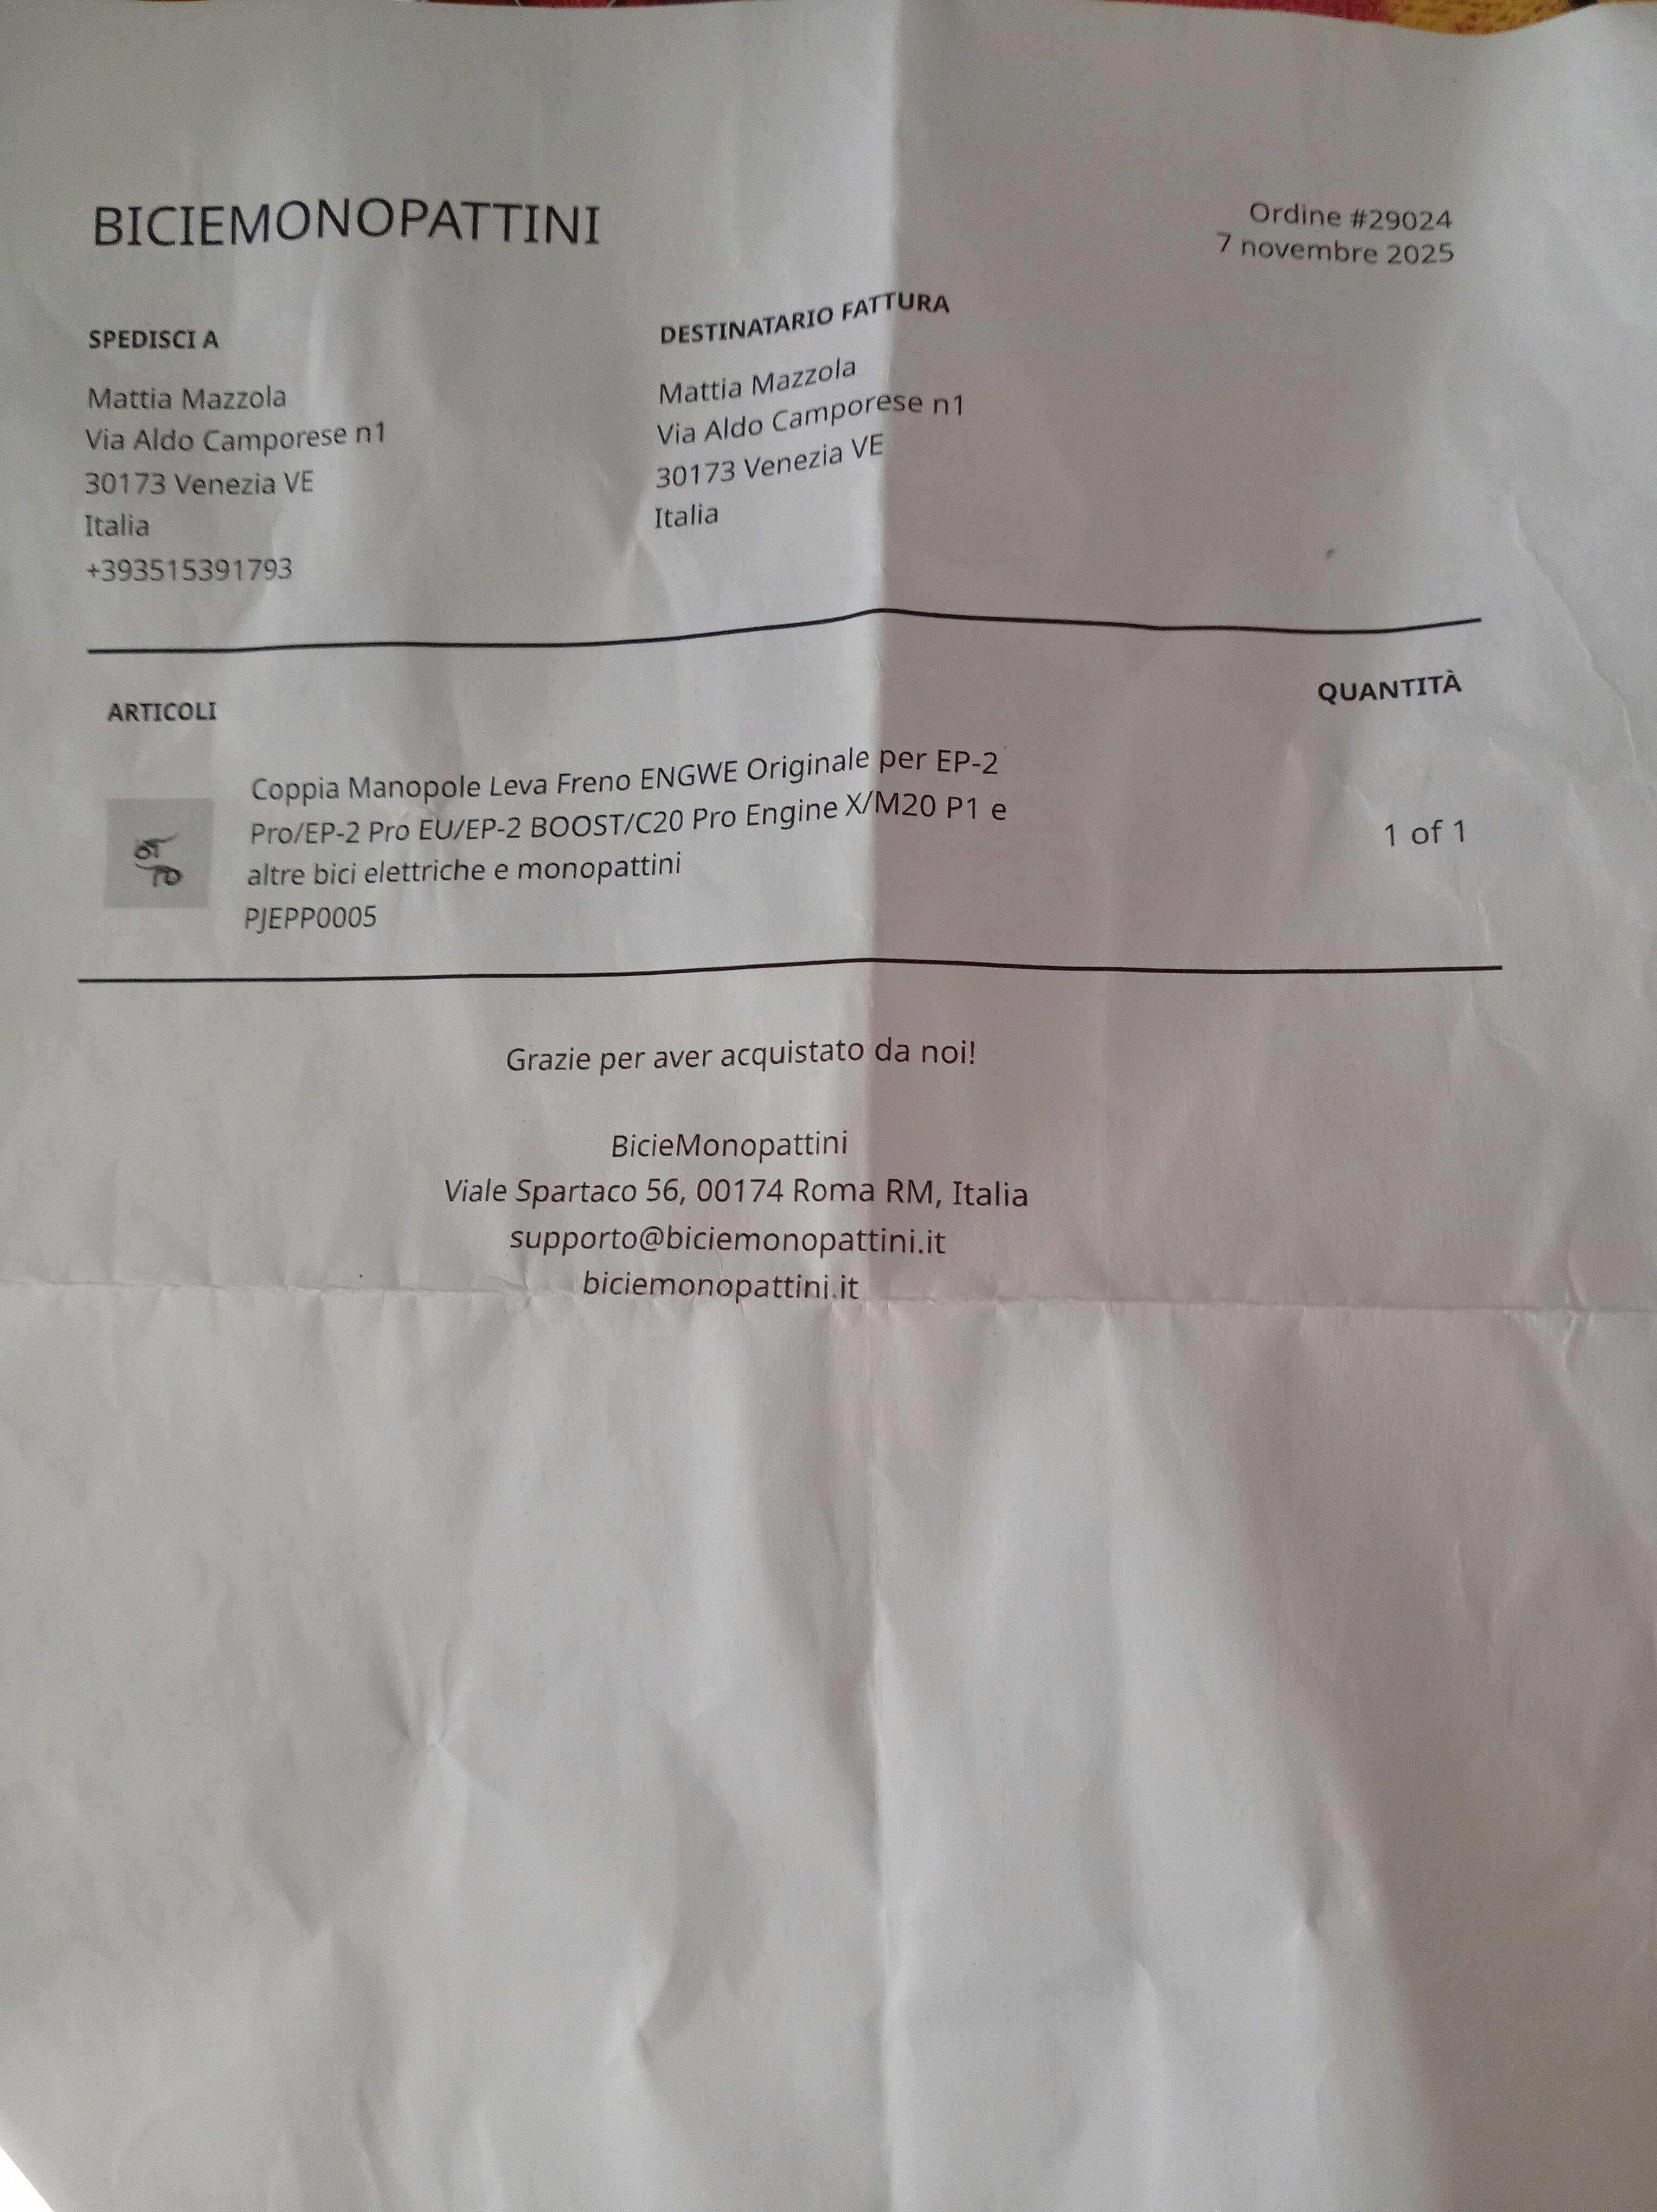 BICIEMONOPATTINI
Ordine #29024
7 novembre 2025
SPEDISCI A
Mattia Mazzola
Via Aldo Camporese n1
30173 Venezia VE
Italia
+393515391793
DESTINATARIO FATTURA
Mattia Mazzola
Via Aldo Camporese n1
30173 Venezia VE
Italia
ARTICOLI
QUANTITÀ
Coppia Manopole Leva Freno ENGWE Originale per EP-2
Pro/EP-2 Pro EU/EP-2 BOOST/C20 Pro Engine X/M20 P1 e
altre bici elettriche e monopattini
PJEPP0005
1 of 1
Grazie per aver acquistato da noi!
BicieMonopattini
Viale Spartaco 56, 00174 Roma RM, Italia
supporto@biciemonopattini.it
biciemonopattini.it